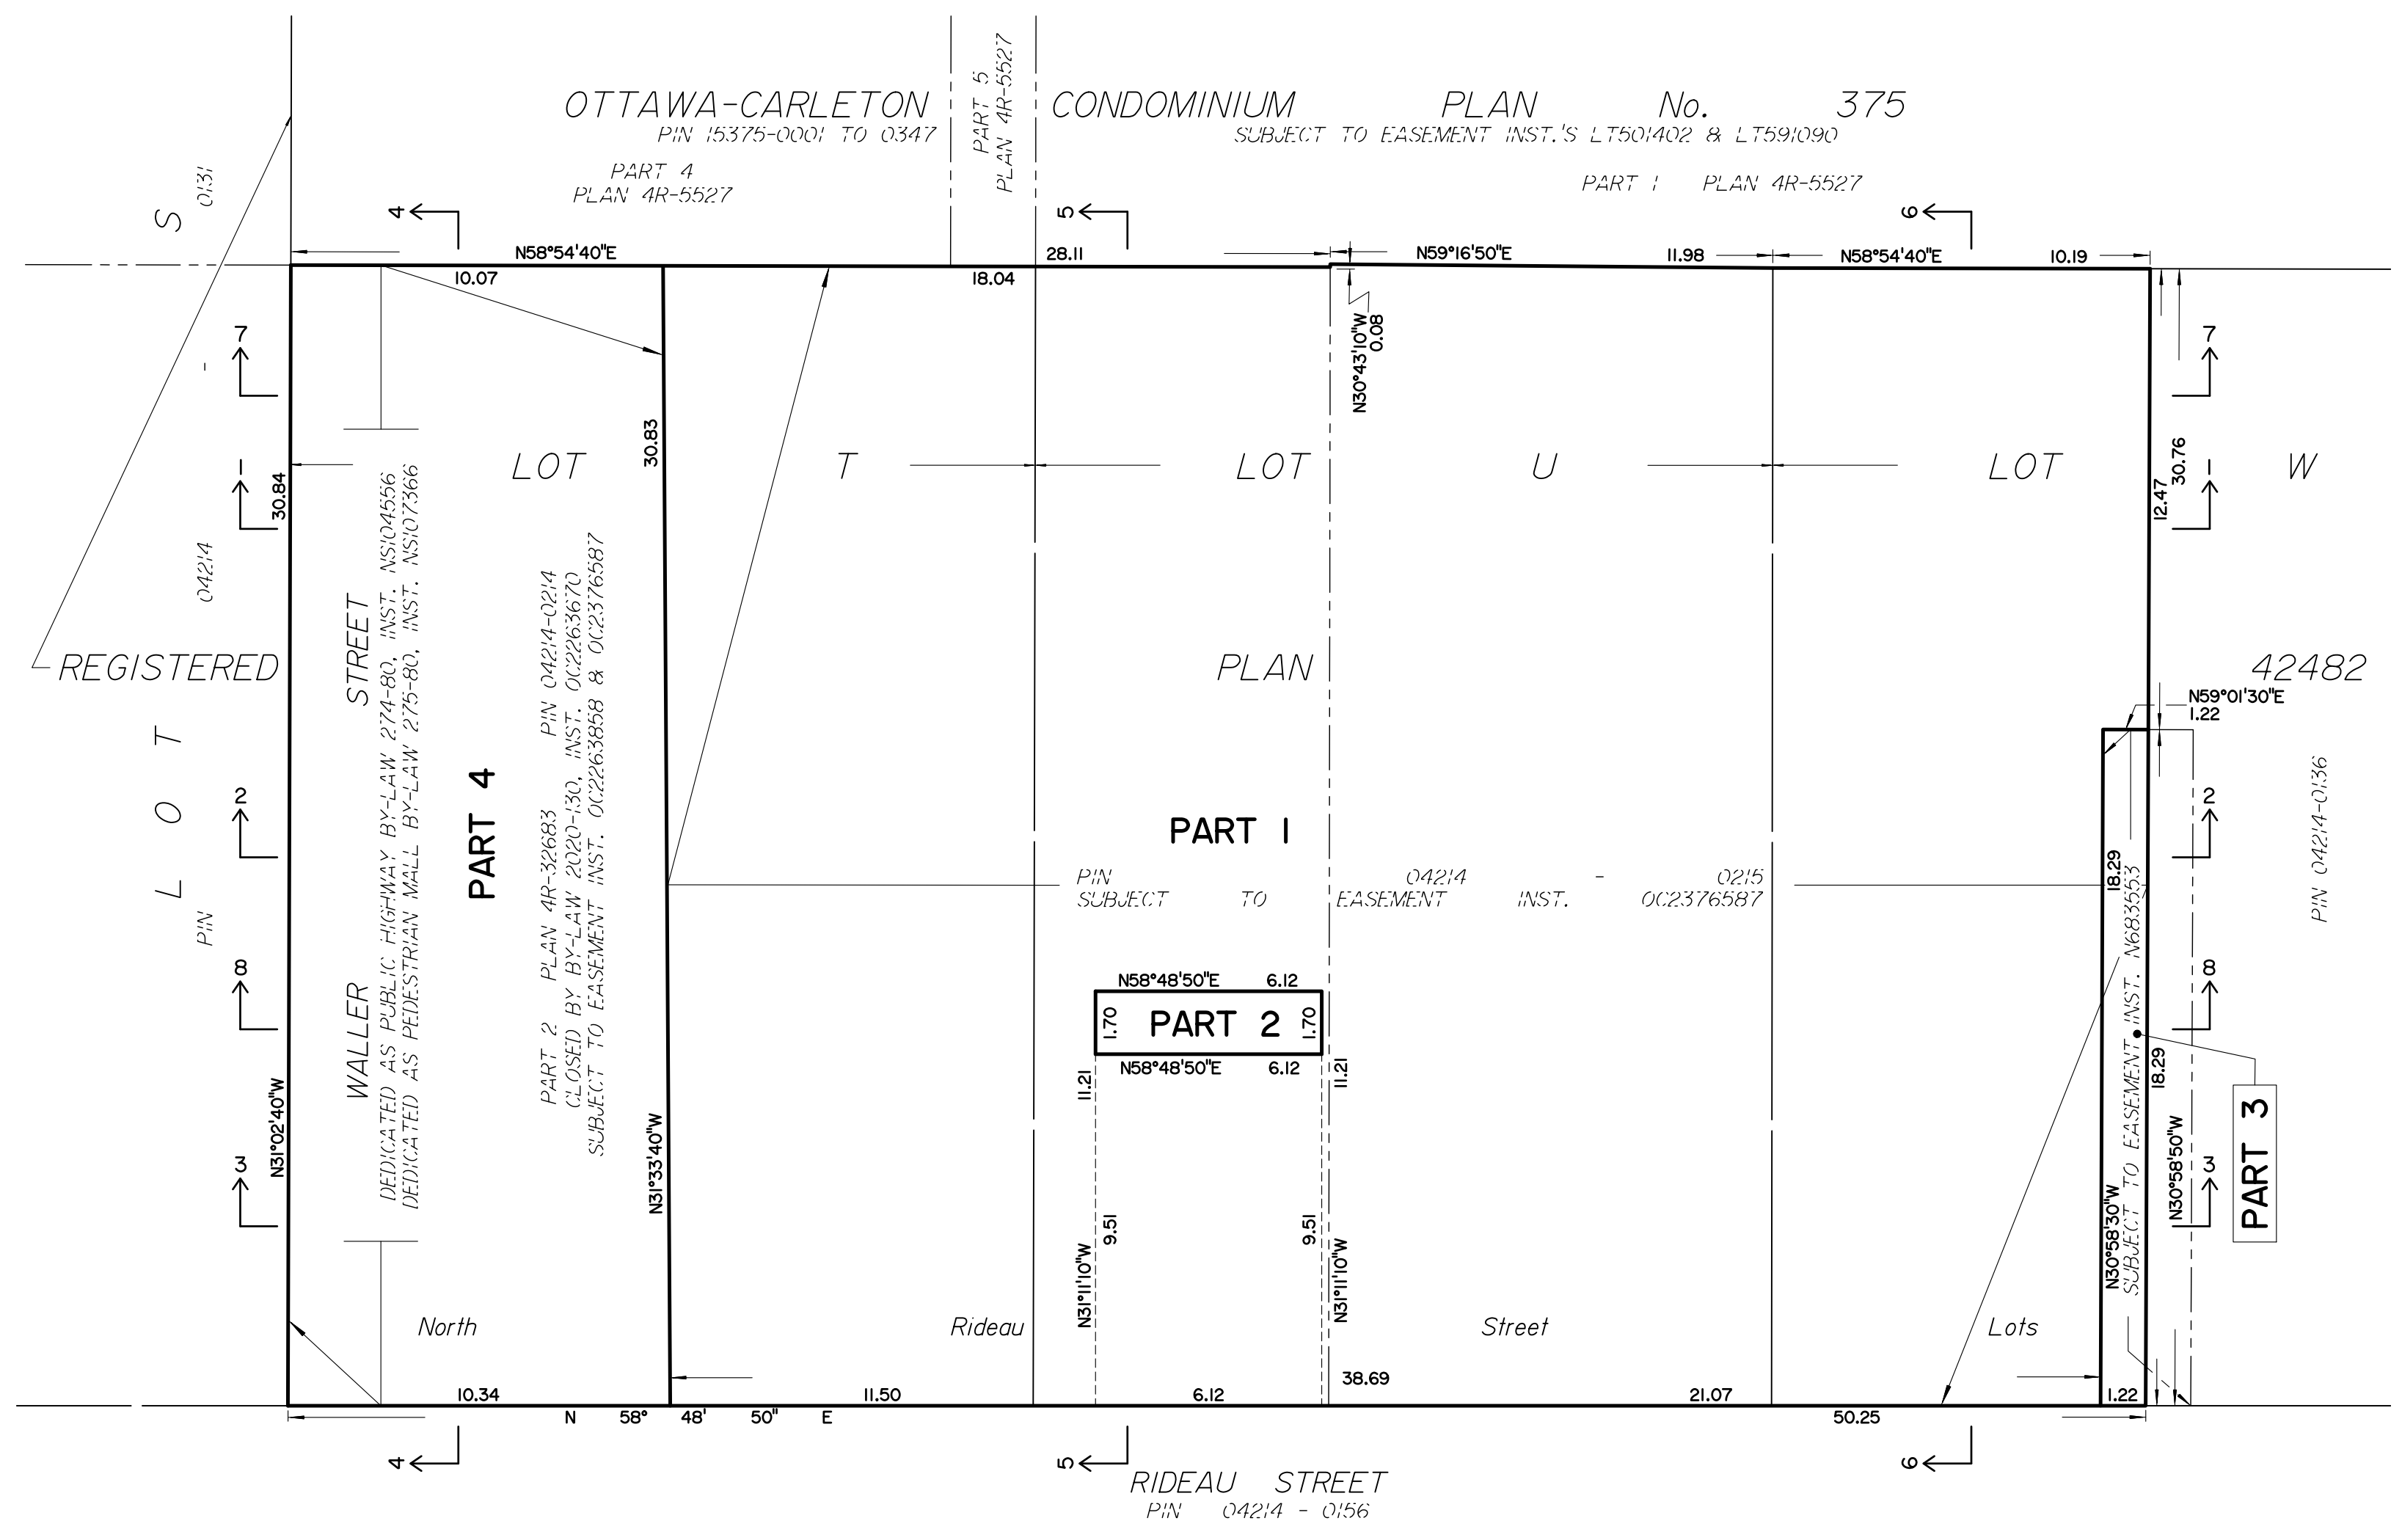 OTTAWA-CARLETON CONDOMINIUM PLAN No. 375
PIN 15375-0001 TO 0347
SUBJECT TO EASEMENT INST.'S LT501402 & LT591090
PART 4
PLAN 4R-5527
PART 5
PLAN 4R-5527
PART 1 PLAN 4R-5527
4
5
6
N58°54'40"E
28.11
N59°16'50"E
11.98
N58°54'40"E
10.19
10.07
18.04
N30°43'10"W
0.08
LOT S
PIN 04214 - 0131
7
1
2
8
3
7
1
2
8
3
30.84
N31°02'40"W
30.83
N31°33'40"W
LOT T
LOT U
LOT W
12.47
30.76
REGISTERED PLAN 42482
WALLER STREET
DEDICATED AS PUBLIC HIGHWAY BY-LAW 274-80, INST. NS104556
DEDICATED AS PEDESTRIAN MALL BY-LAW 275-80, INST. NS107366
PART 4
PART 2 PLAN 4R-32683 PIN 04214-0214
CLOSED BY BY-LAW 2020-130, INST. OC2263670
SUBJECT TO EASEMENT INST. OC2263858 & OC2376587
N59°01'30"E
1.22
PIN 04214-0136
PART 1
PIN 04214 - 0215
SUBJECT TO EASEMENT INST. OC2376587
N58°48'50"E 6.12
1.70
PART 2
1.70
N58°48'50"E 6.12
11.21
11.21
9.51
9.51
N31°11'10"W
N31°11'10"W
18.29
N30°58'30"W
SUBJECT TO EASEMENT INST. N683553
18.29
N30°58'50"W
PART 3
North Rideau Street Lots
38.69
10.34
11.50
6.12
21.07
1.22
N 58° 48' 50" E
50.25
4
5
6
RIDEAU STREET
PIN 04214 - 0156